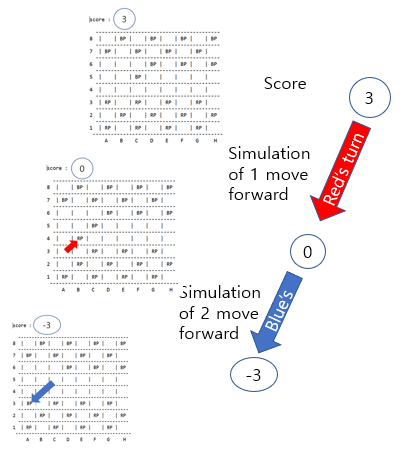 score : 3
8 | | BP | | BP | | BP | | BP
7 | BP | | BP | | BP | | BP |
6 | | | | BP | | BP | | BP
5 | | | BP | | | | |
4 | | | | | | | |
3 | RP | | RP | | RP | | RP |
2 | | RP | | RP | | RP | | RP
1 | RP | | RP | | RP | | RP |
A B C D E F G H
Score
3
Red's turn
Simulation
of 1 move
forward
score : 0
8 | | BP | | BP | | BP | | BP
7 | BP | | BP | | BP | | BP |
6 | | | | BP | | BP | | BP
5 | | | BP | | | | |
4 | | RP | | | | | |
3 | | | RP | | RP | | RP |
2 | | RP | | RP | | RP | | RP
1 | RP | | RP | | RP | | RP |
A B C D E F G H
0
Simulation
of 2 move
forward
Blue's
score : -3
8 | | BP | | BP | | BP | | BP
7 | BP | | BP | | BP | | BP |
6 | | | | BP | | BP | | BP
5 | | | | | | | |
4 | | | | | | | |
3 | BP | | RP | | RP | | RP |
2 | | RP | | RP | | RP | | RP
1 | RP | | RP | | RP | | RP |
A B C D E F G H
-3